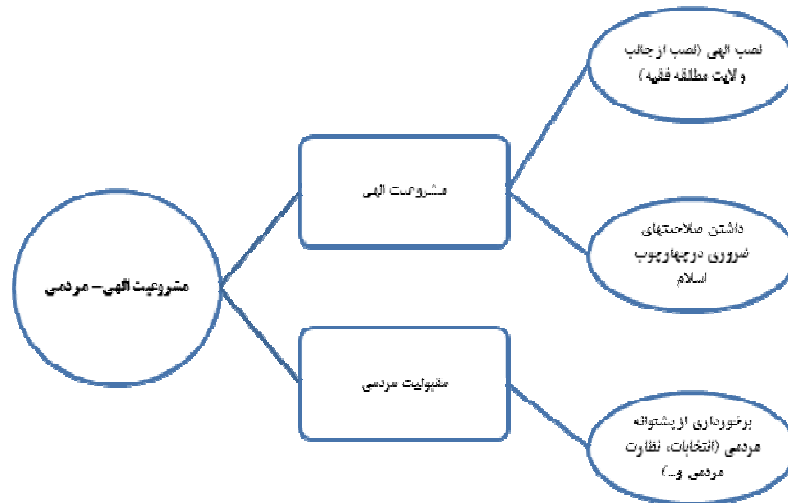 مشروعیت الهی- مردمی
مشروعیت الهی
نصب الهی (نصب از جانب
ولایت مطلقه فقیه)
داشتن صلاحیتهای
ضروری درچهارچوب
اسلام
مقبولیت مردمی
برخورداری از پشتوانه
مردمی (انتخابات، نظارت
مردمی و...)